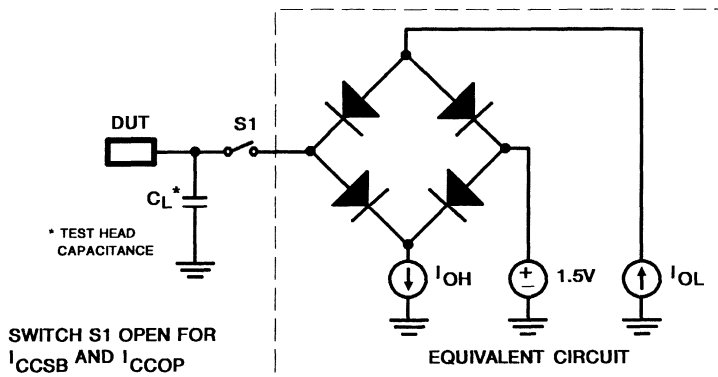 DUT
S1
CL*
* TEST HEAD
CAPACITANCE
IOH
+
−
1.5V
IOL
SWITCH S1 OPEN FOR
ICCSB AND ICCOP
EQUIVALENT CIRCUIT